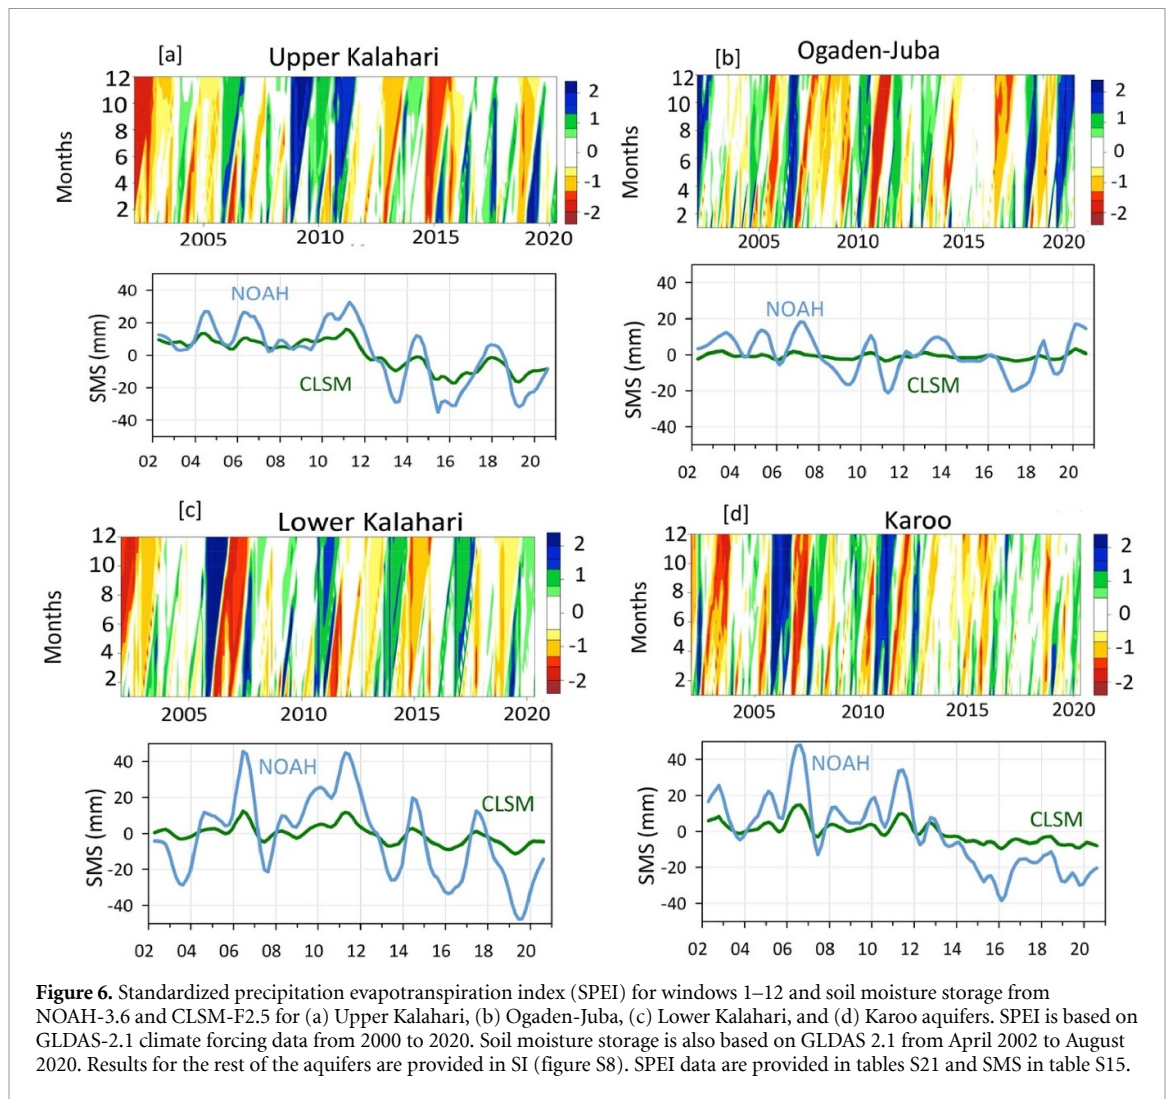 [a]
Upper Kalahari
Months
12
10
8
6
4
2
2005 2010 2015 2020
2
1
0
-1
-2
[b]
Ogaden-Juba
Months
12
10
8
6
4
2
2005 2010 2015 2020
2
1
0
-1
-2
SMS (mm)
40
20
0
-20
-40
NOAH
CLSM
02 04 06 08 10 12 14 16 18 20
SMS (mm)
40
20
0
-20
-40
NOAH
CLSM
02 04 06 08 10 12 14 16 18 20
[c]
Lower Kalahari
Months
12
10
8
6
4
2
2005 2010 2015 2020
2
1
0
-1
-2
[d]
Karoo
Months
12
10
8
6
4
2
2005 2010 2015 2020
2
1
0
-1
-2
SMS (mm)
40
20
0
-20
-40
NOAH
CLSM
02 04 06 08 10 12 14 16 18 20
SMS (mm)
40
20
0
-20
-40
NOAH
CLSM
02 04 06 08 10 12 14 16 18 20
Figure 6. Standardized precipitation evapotranspiration index (SPEI) for windows 1–12 and soil moisture storage from
NOAH-3.6 and CLSM-F2.5 for (a) Upper Kalahari, (b) Ogaden-Juba, (c) Lower Kalahari, and (d) Karoo aquifers. SPEI is based on
GLDAS-2.1 climate forcing data from 2000 to 2020. Soil moisture storage is also based on GLDAS 2.1 from April 2002 to August
2020. Results for the rest of the aquifers are provided in SI (figure S8). SPEI data are provided in tables S21 and SMS in table S15.